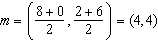 m = ( (8 + 0)/2 , (2 + 6)/2 ) = (4, 4)